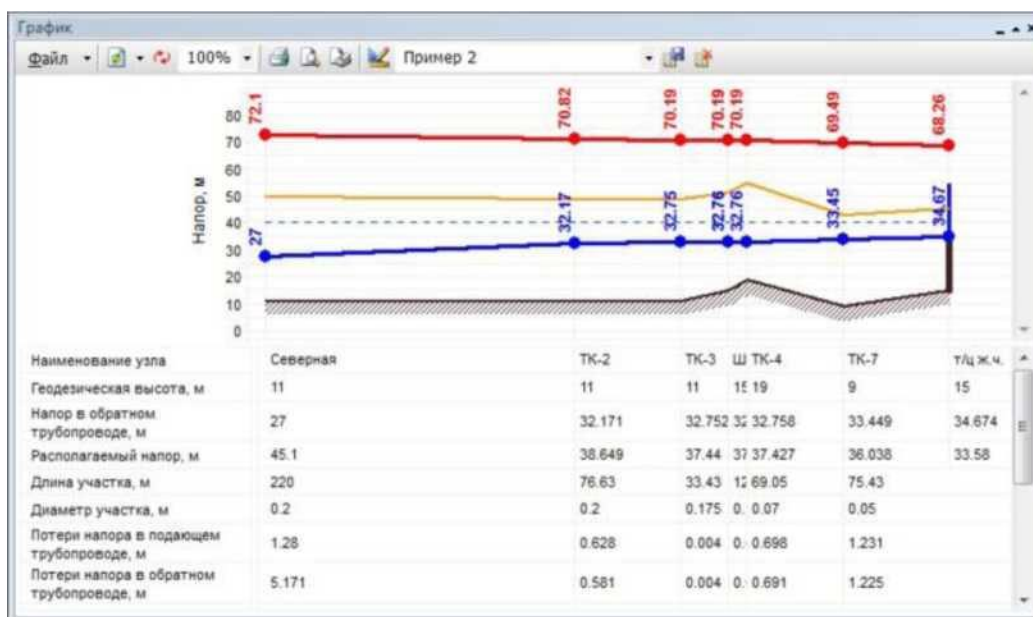 График
Файл 100% Пример 2
72.1 70.82 70.19 70.19 70.19 69.49 68.26
27 32.17 32.75 32.76 32.76 33.45 34.67
Напор, м
80
70
60
50
40
30
20
10
0
Наименование узла Северная ТК-2 ТК-3 Ш ТК-4 ТК-7 т/ц ж.ч.
Геодезическая высота, м 11 11 11 15 19 9 15
Напор в обратном
трубопроводе, м 27 32.171 32.752 32 32.758 33.449 34.674
Располагаемый напор, м 45.1 38.649 37.44 37 37.427 36.038 33.58
Длина участка, м 220 76.63 33.43 12 69.05 75.43
Диаметр участка, м 0.2 0.2 0.175 0. 0.07 0.05
Потери напора в подающем
трубопроводе, м 1.28 0.628 0.004 0. 0.698 1.231
Потери напора в обратном
трубопроводе, м 5.171 0.581 0.004 0. 0.691 1.225